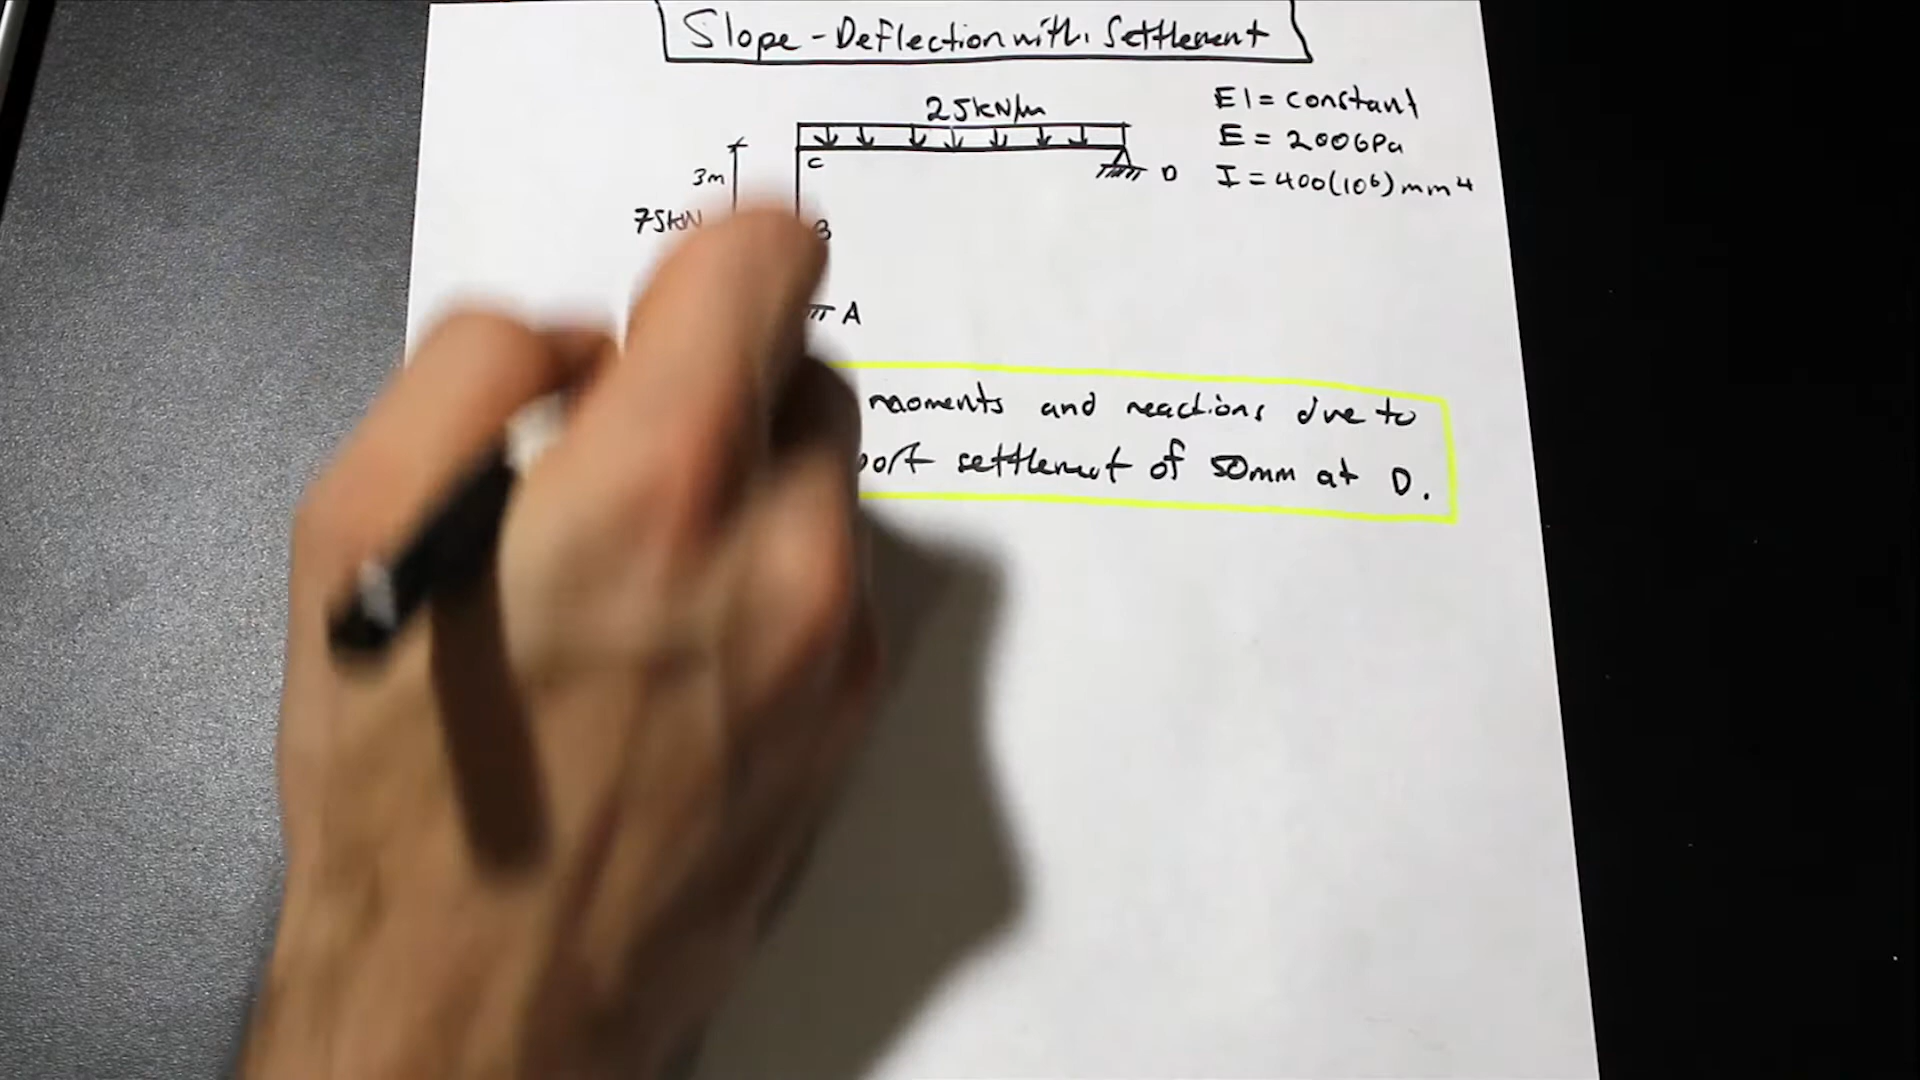 Slope-Deflection with Settlement
25kN/m
EI = constant
E = 200GPa
I = 400(10⁶)mm⁴
C
D
3m
75kN
B
A
moments and reactions due to
settlement of 50mm at D.